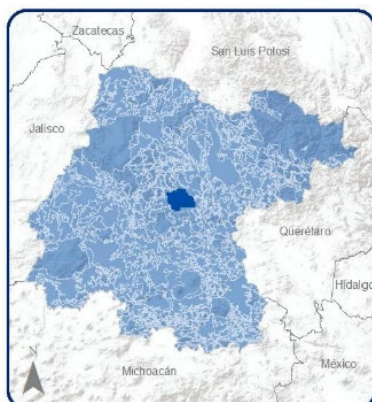 Zacatecas
San Luis Potosí
Jalisco
Querétaro
Hidalgo
N
México
Michoacán